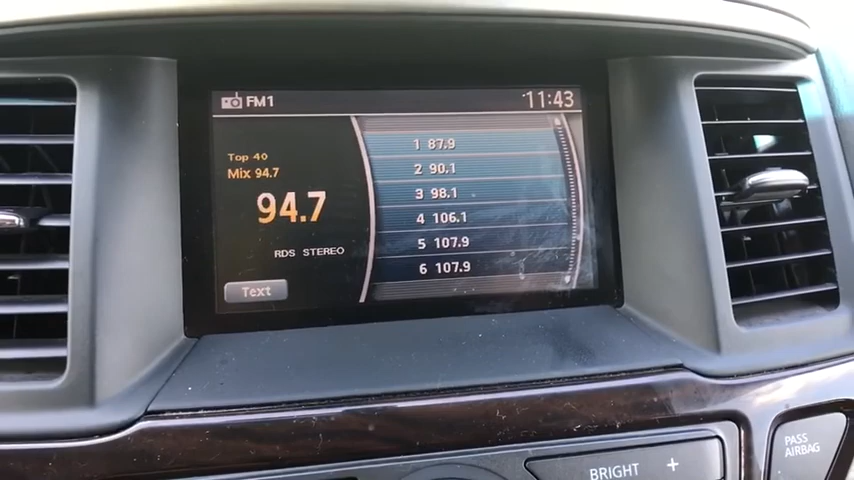 FM1 11:43
Top 40
Mix 94.7
94.7
RDS STEREO
Text
1 87.9
2 90.1
3 98.1
4 106.1
5 107.9
6 107.9
BRIGHT +
PASS
AIRBAG